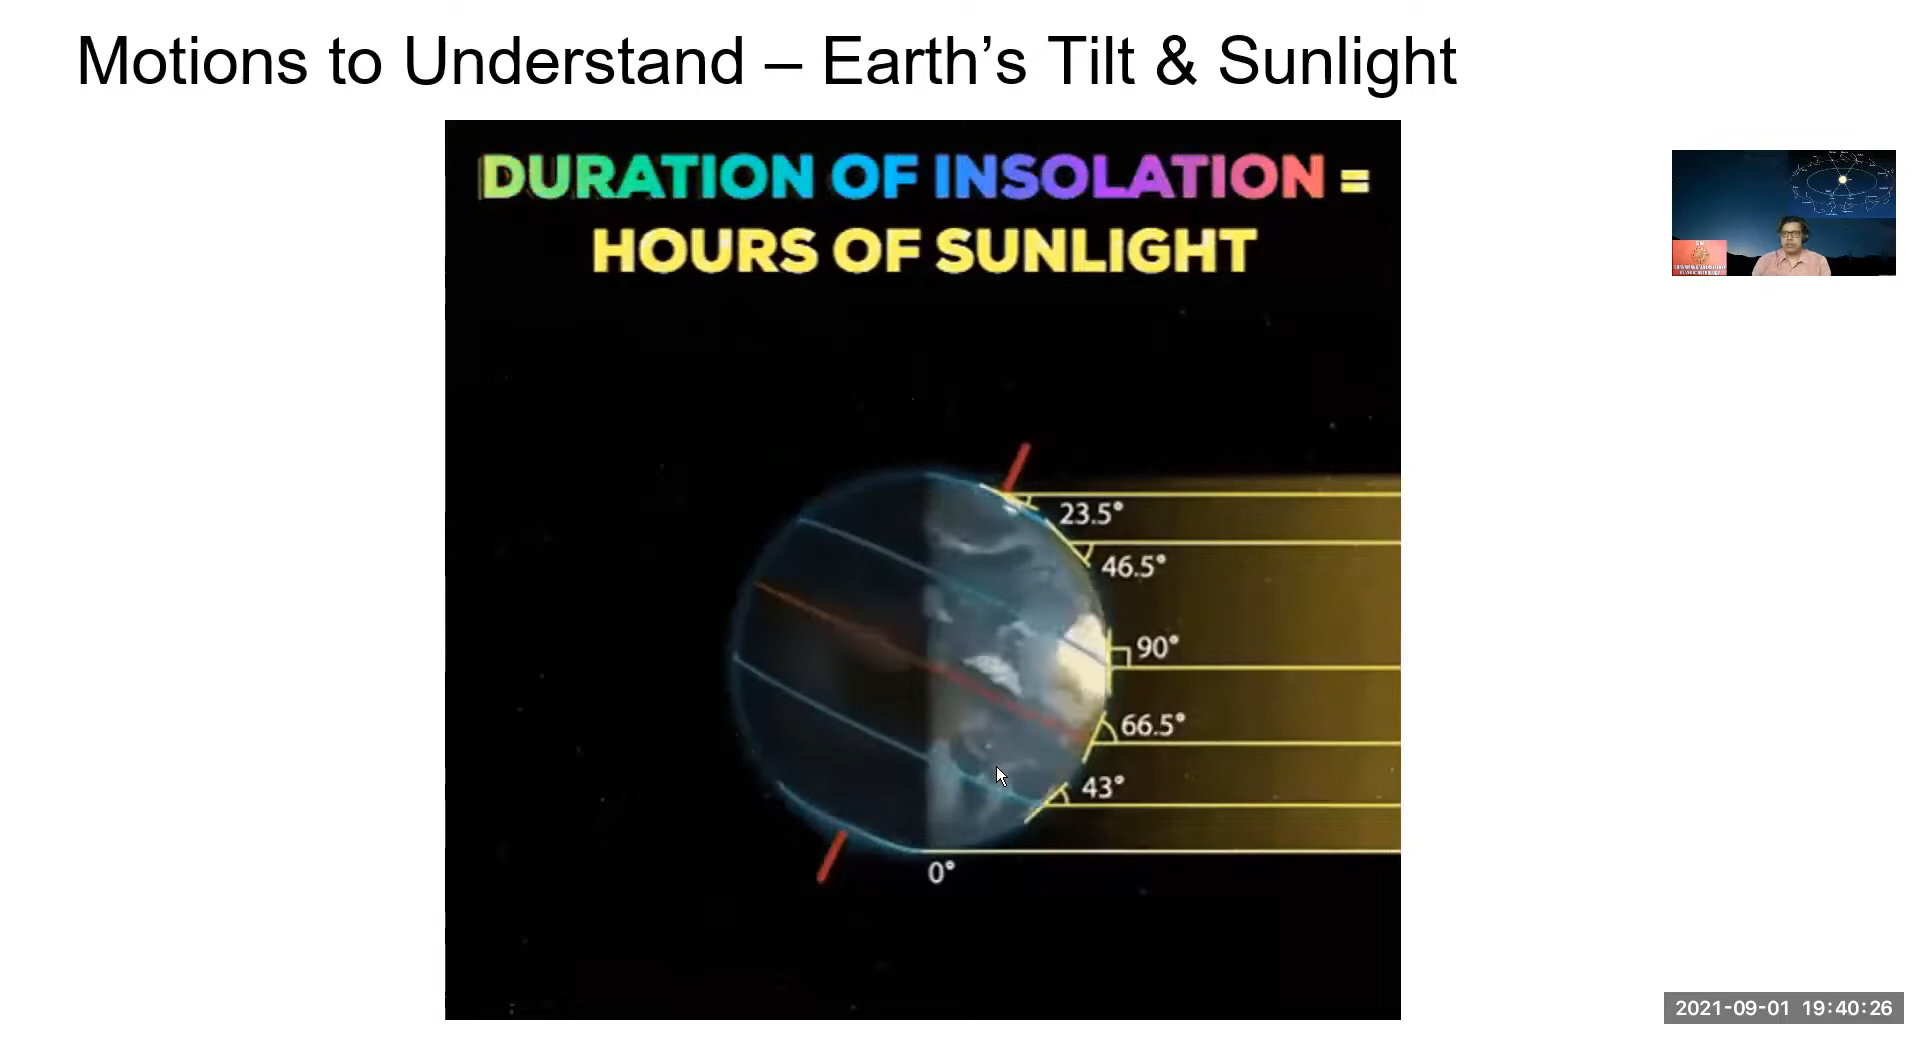 Motions to Understand – Earth’s Tilt & Sunlight
DURATION OF INSOLATION =
HOURS OF SUNLIGHT
23.5°
46.5°
90°
66.5°
43°
0°
2021-09-01 19:40:26